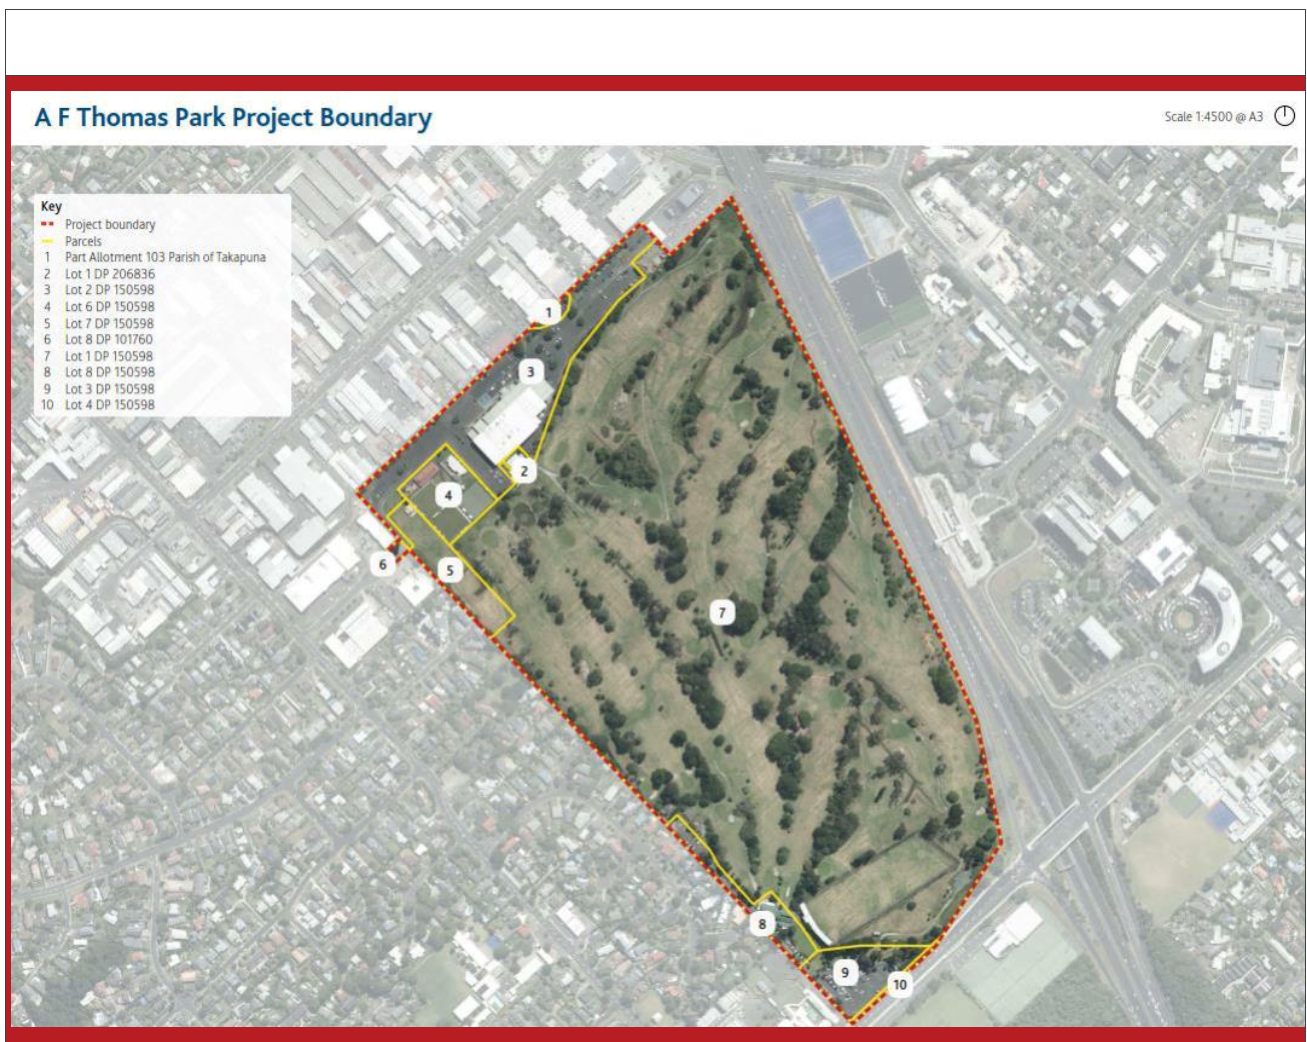 A F Thomas Park Project Boundary
Scale 1:4500 @ A3
Key
Project boundary
Parcels
1 Part Allotment 103 Parish of Takapuna
2 Lot 1 DP 206836
3 Lot 2 DP 150598
4 Lot 6 DP 150598
5 Lot 7 DP 150598
6 Lot 8 DP 101760
7 Lot 1 DP 150598
8 Lot 8 DP 150598
9 Lot 3 DP 150598
10 Lot 4 DP 150598
1
3
2
4
6
5
7
8
9
10